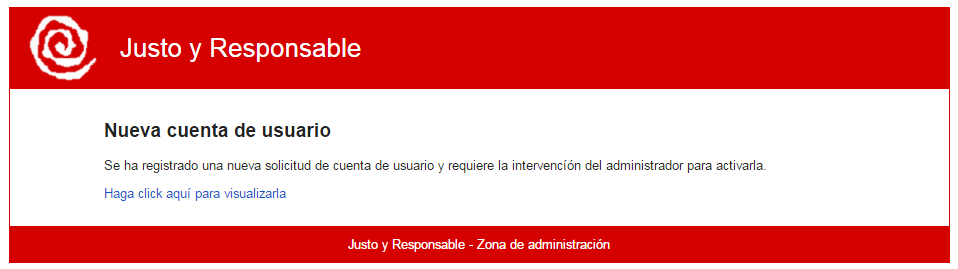 Justo y Responsable
Nueva cuenta de usuario
Se ha registrado una nueva solicitud de cuenta de usuario y requiere la intervención del administrador para activarla.
Haga click aquí para visualizarla
Justo y Responsable - Zona de administración